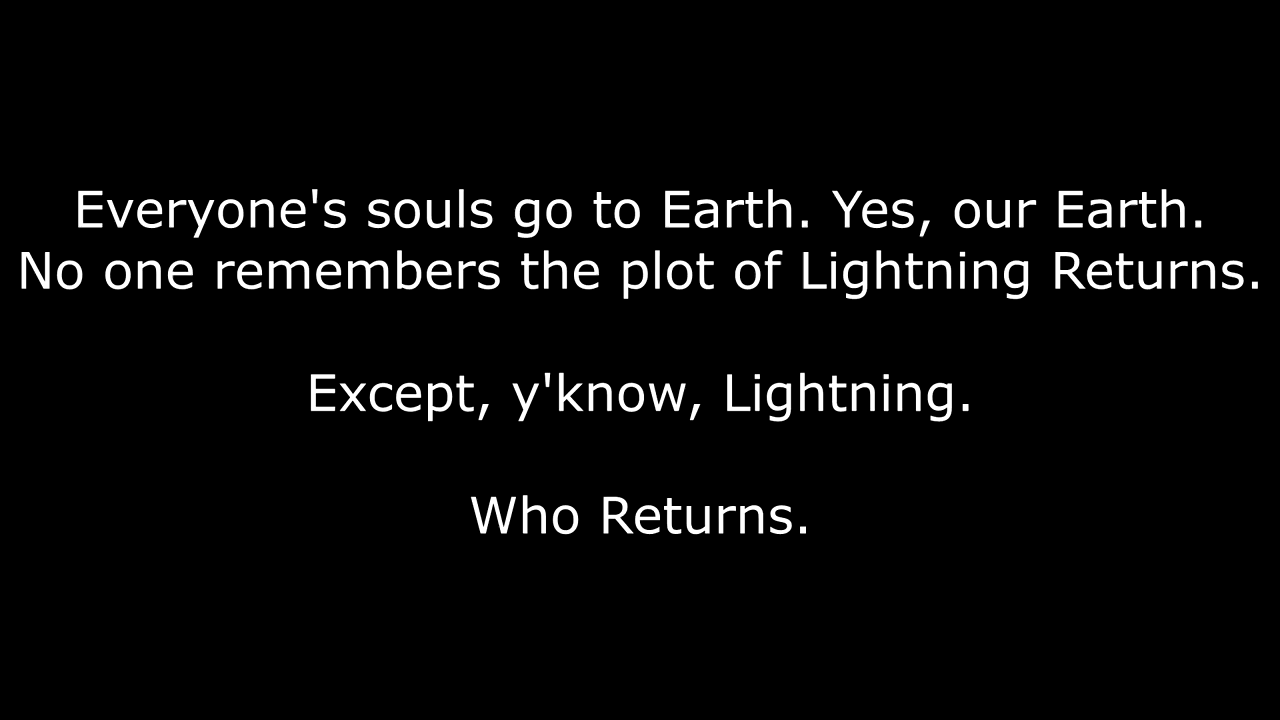 Everyone's souls go to Earth. Yes, our Earth.
No one remembers the plot of Lightning Returns.
Except, y'know, Lightning.
Who Returns.